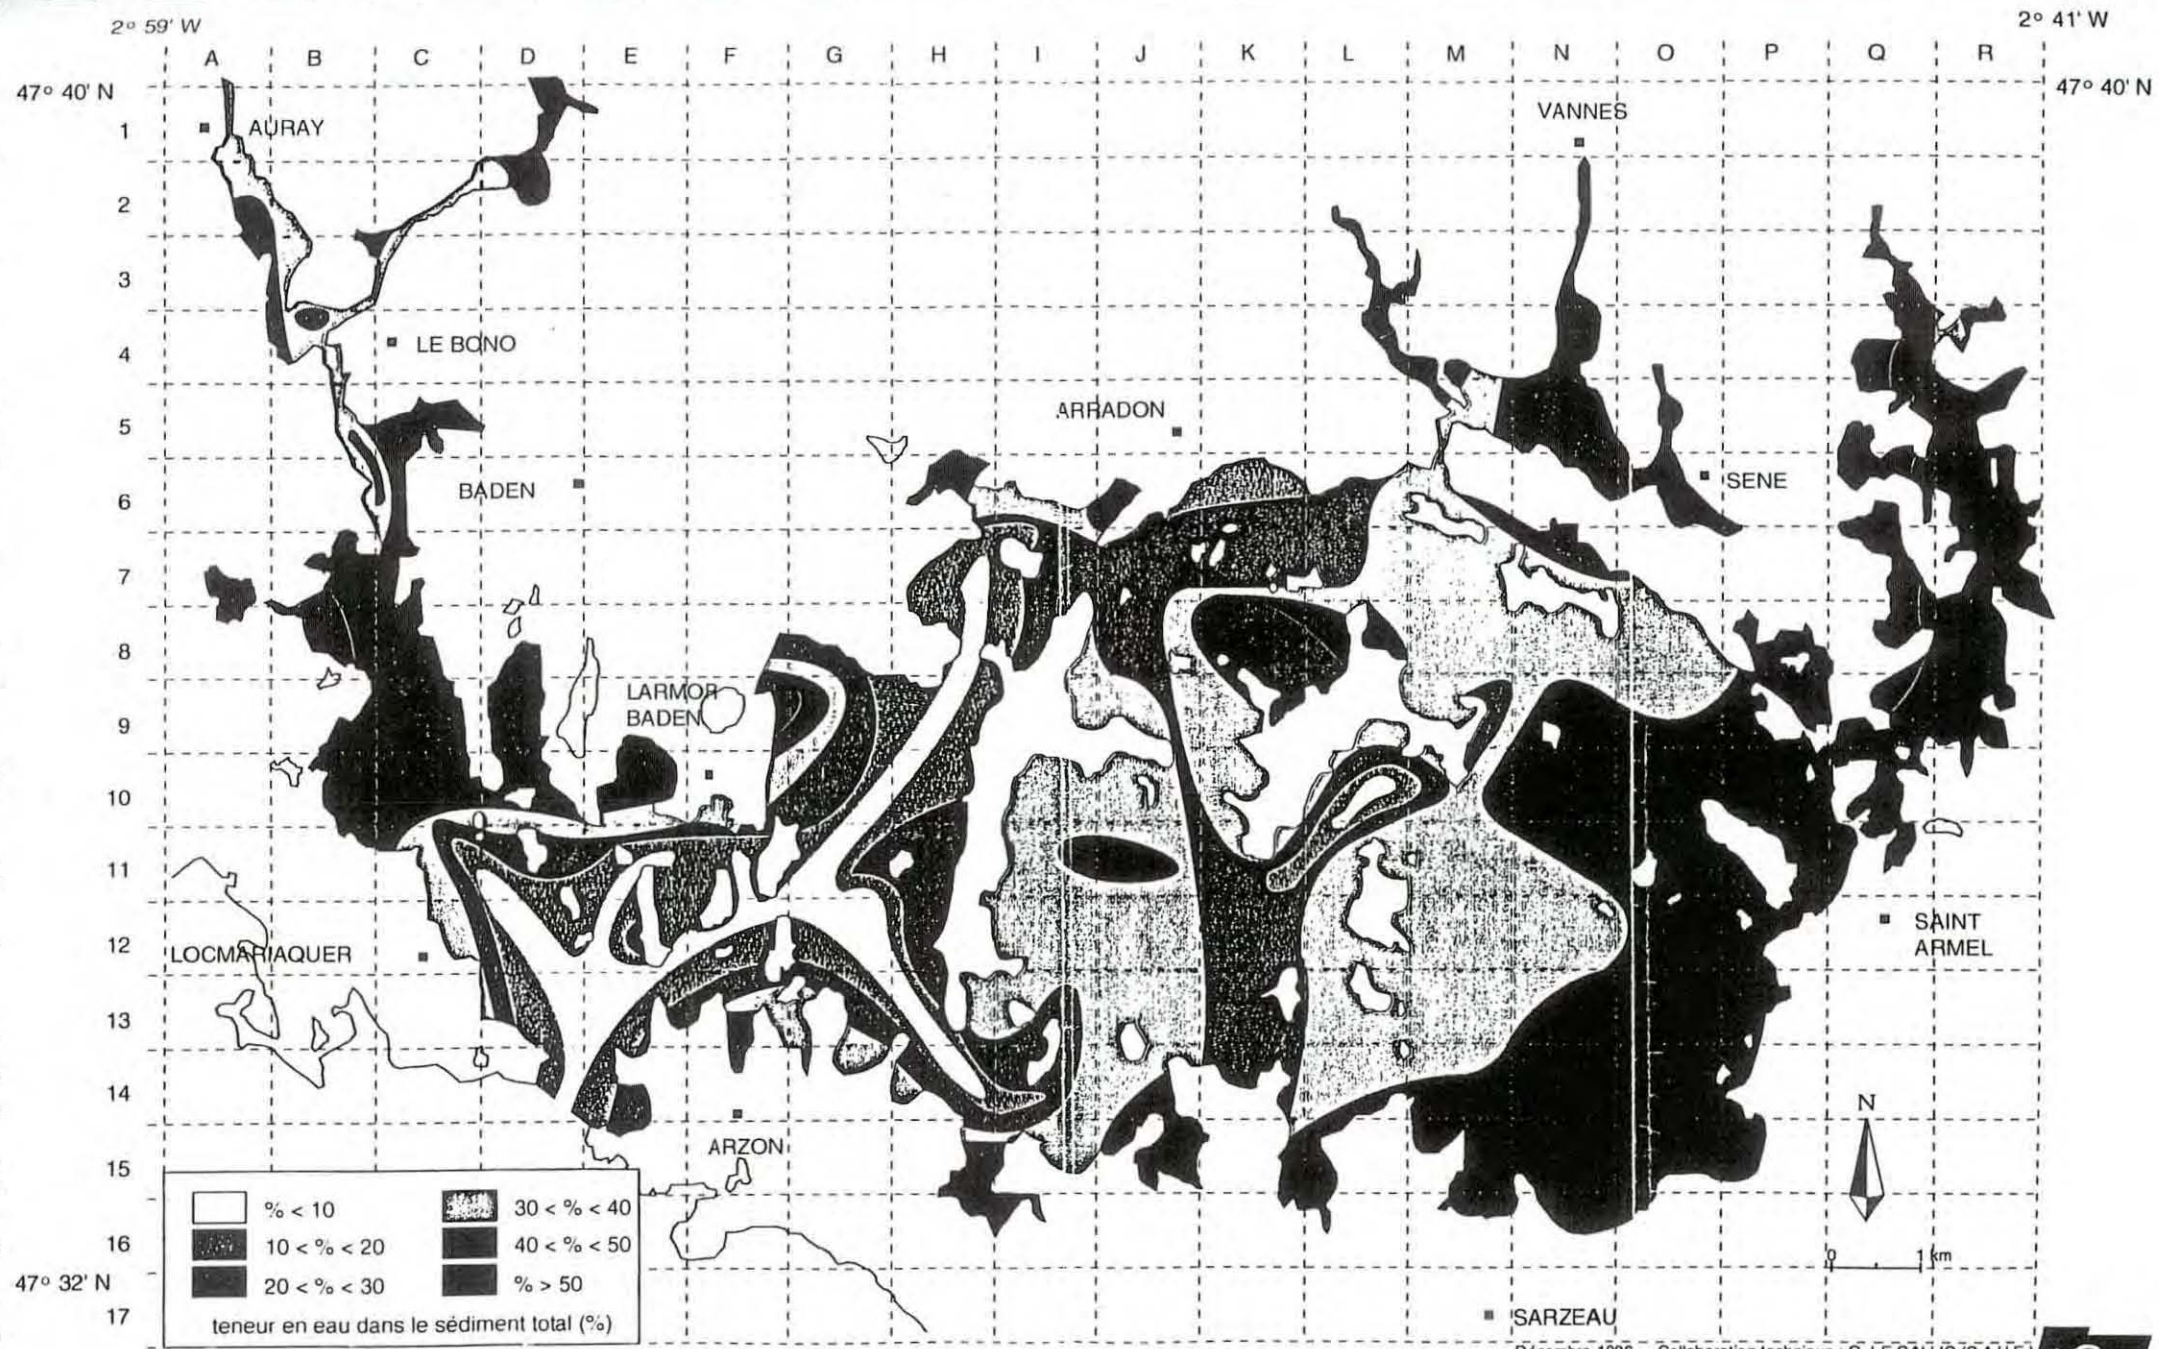 2° 59' W
2° 41' W
A B C D E F G H I J K L M N O P Q R
47° 40' N
47° 40' N
1
AURAY
VANNES
2
3
4
LE BONO
ARRADON
5
BADEN
6
SENE
7
8
LARMOR
BADEN
9
10
11
SAINT
ARMEL
12
LOCMARIAQUER
13
14
N
ARZON
15
% < 10
30 < % < 40
16
10 < % < 20
40 < % < 50
0 1 km
47° 32' N
20 < % < 30
% > 50
17
teneur en eau dans le sédiment total (%)
SARZEAU